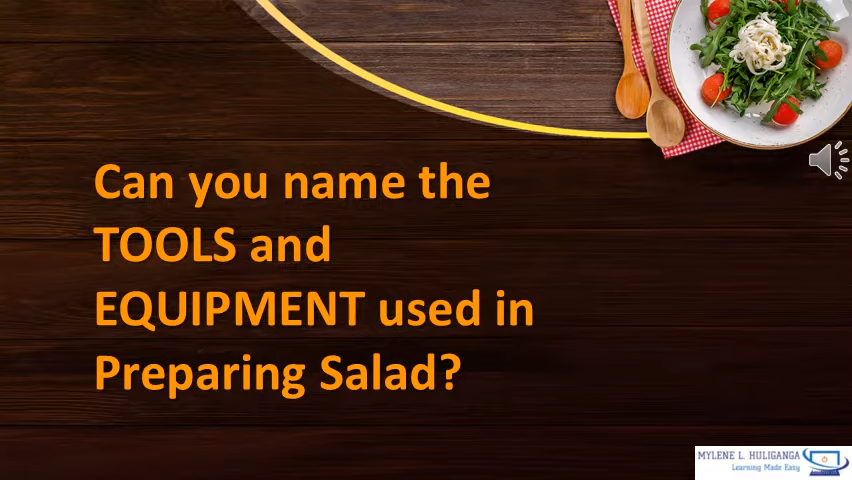 Can you name the
TOOLS and
EQUIPMENT used in
Preparing Salad?
MYLENE L. HULIGANGA
Learning Made Easy